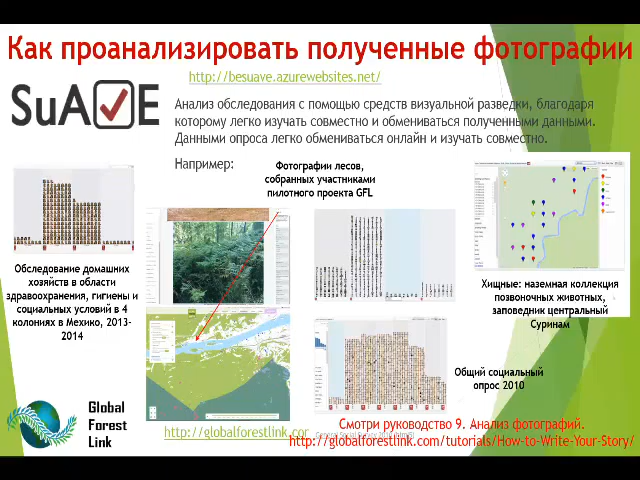 Как проанализировать полученные фотографии
http://besuave.azurewebsites.net/
SuAVE
Анализ обследования с помощью средств визуальной разведки, благодаря
которому легко изучать совместно и обмениваться полученными данными.
Данными опроса легко обмениваться онлайн и изучать совместно.
Например:
Фотографии лесов,
собранных участниками
пилотного проекта GFL
Обследование домашних
хозяйств в области
здравоохранения, гигиены и
социальных условий в 4
колониях в Мехико, 2013-
2014
Хищные: наземная коллекция
позвоночных животных,
заповедник центральный
Суринам
Общий социальный
опрос 2010
Global
Forest
Link
http://globalforestlink.cor
Смотри руководство 9. Анализ фотографий.
http://globalforestlink.com/tutorials/How-to-Write-Your-Story/